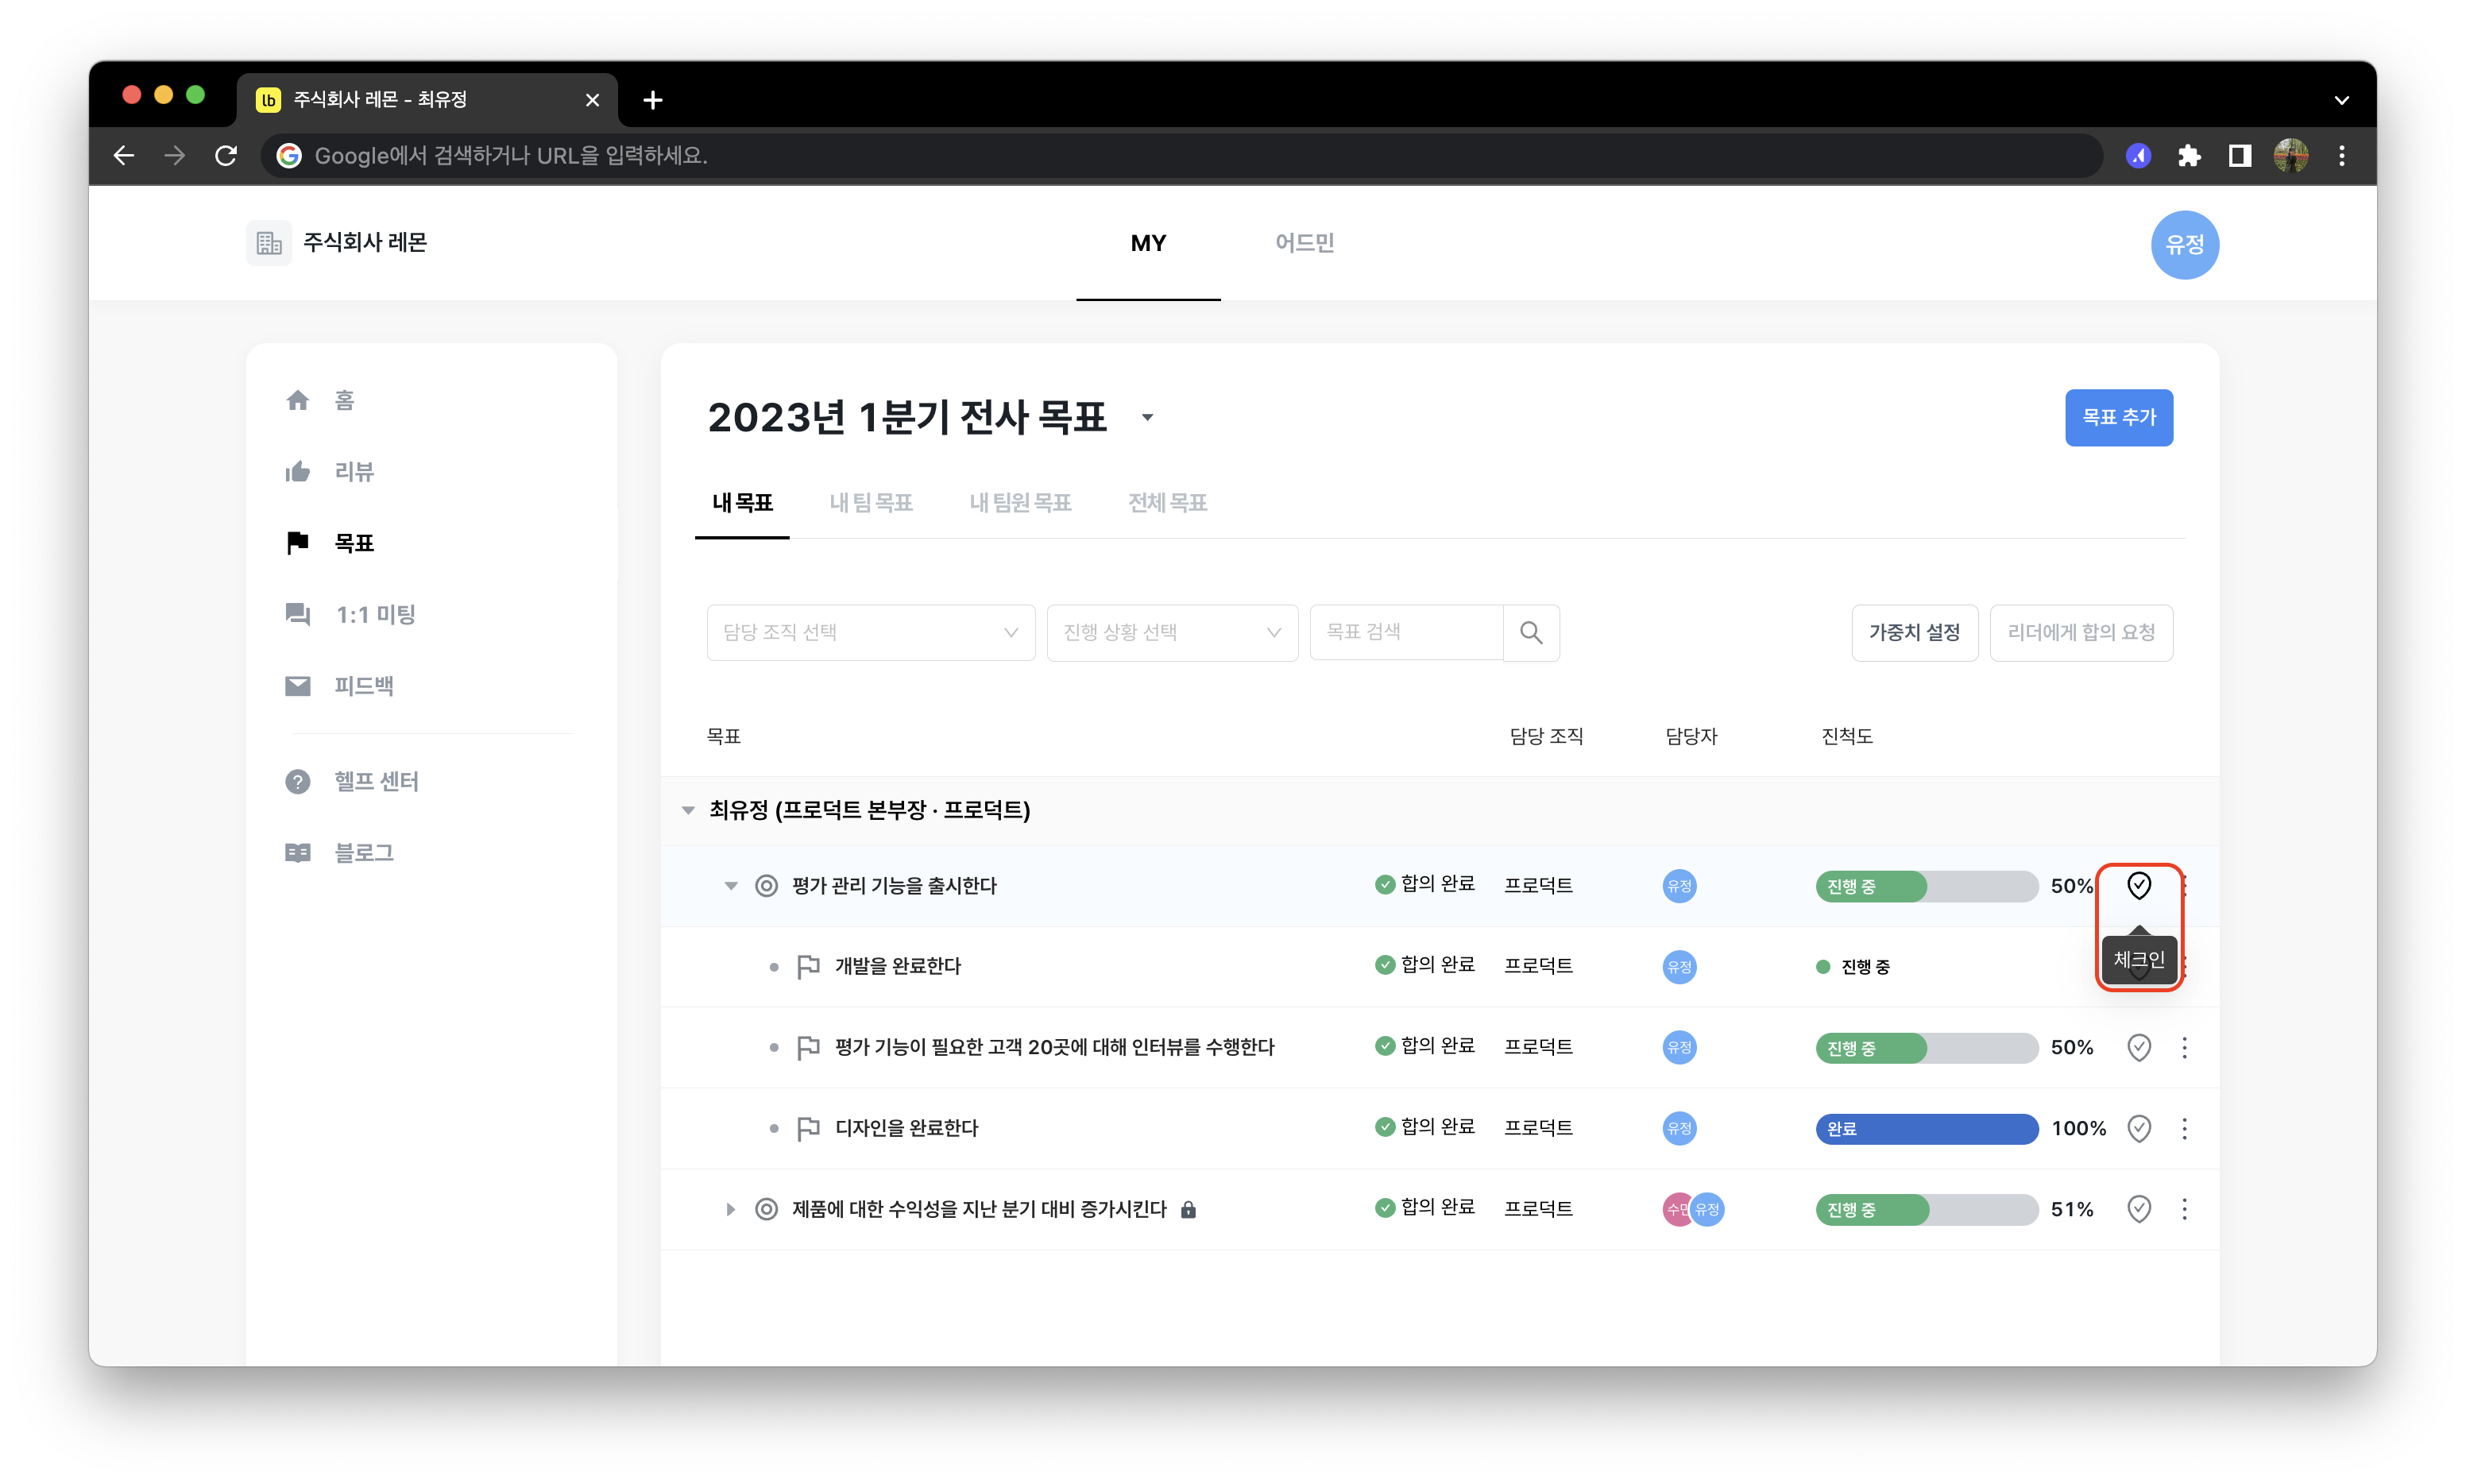 lb 주식회사 레몬 - 최유정
Google에서 검색하거나 URL을 입력하세요.
주식회사 레몬
MY
어드민
유정
홈
리뷰
목표
1:1 미팅
피드백
헬프 센터
블로그
2023년 1분기 전사 목표
목표 추가
내 목표
내 팀 목표
내 팀원 목표
전체 목표
담당 조직 선택
진행 상황 선택
목표 검색
가중치 설정
리더에게 합의 요청
목표 담당 조직 담당자 진척도
최유정 (프로덕트 본부장 · 프로덕트)
평가 관리 기능을 출시한다 합의 완료 프로덕트 유정 진행 중 50%
개발을 완료한다 합의 완료 프로덕트 유정 진행 중
체크인
평가 기능이 필요한 고객 20곳에 대해 인터뷰를 수행한다 합의 완료 프로덕트 유정 진행 중 50%
디자인을 완료한다 합의 완료 프로덕트 유정 완료 100%
제품에 대한 수익성을 지난 분기 대비 증가시킨다 합의 완료 프로덕트 수민 유정 진행 중 51%